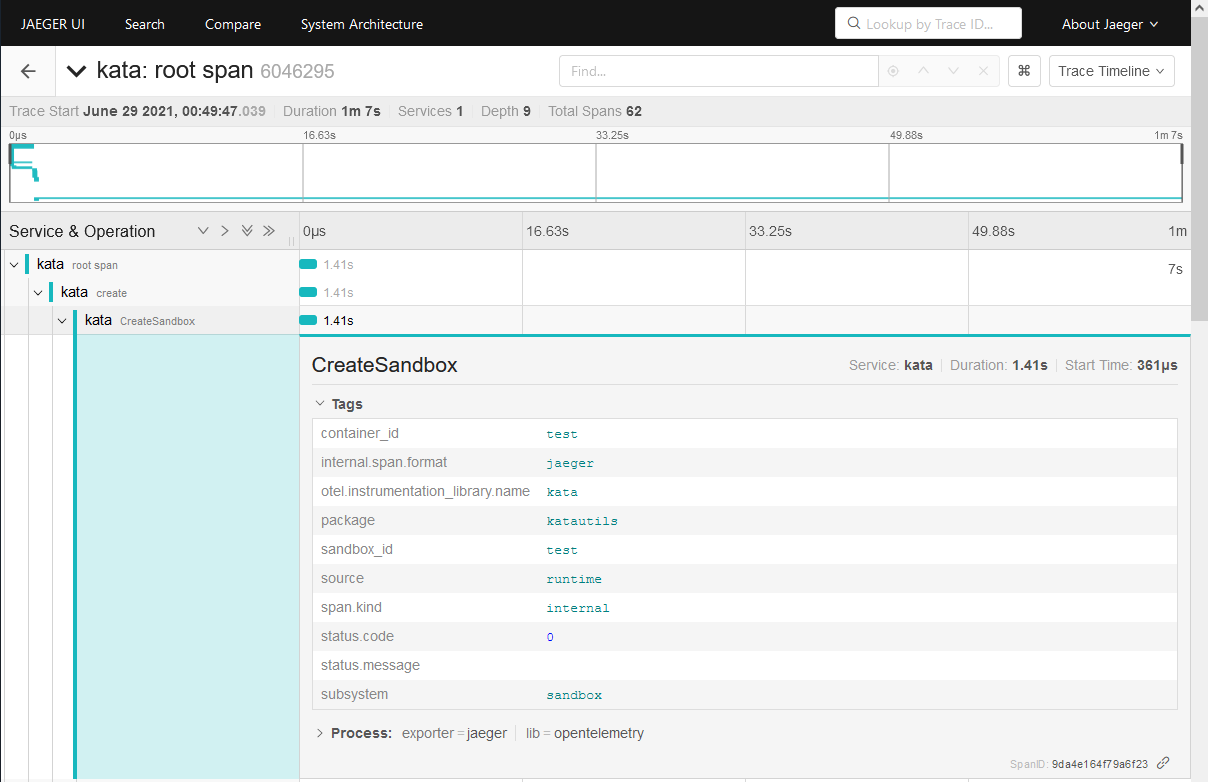 JAEGER UI Search Compare System Architecture Lookup by Trace ID... About Jaeger
kata: root span 6046295 Find... ⌘ Trace Timeline
Trace Start June 29 2021, 00:49:47.039 Duration 1m 7s Services 1 Depth 9 Total Spans 62
0μs 16.63s 33.25s 49.88s 1m 7s
Service & Operation 0μs 16.63s 33.25s 49.88s 1m
7s
kata root span 1.41s
kata create 1.41s
kata CreateSandbox 1.41s
CreateSandbox Service: kata Duration: 1.41s Start Time: 361μs
Tags
container_id test
internal.span.format jaeger
otel.instrumentation_library.name kata
package katautils
sandbox_id test
source runtime
span.kind internal
status.code 0
status.message
subsystem sandbox
Process: exporter = jaeger lib = opentelemetry
SpanID: 9da4e164f79a6f23